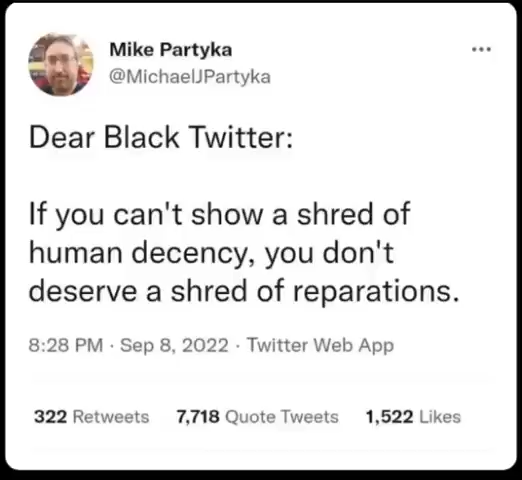 Mike Partyka
@MichaelJPartyka
Dear Black Twitter:
If you can't show a shred of
human decency, you don't
deserve a shred of reparations.
8:28 PM · Sep 8, 2022 · Twitter Web App
322 Retweets 7,718 Quote Tweets 1,522 Likes